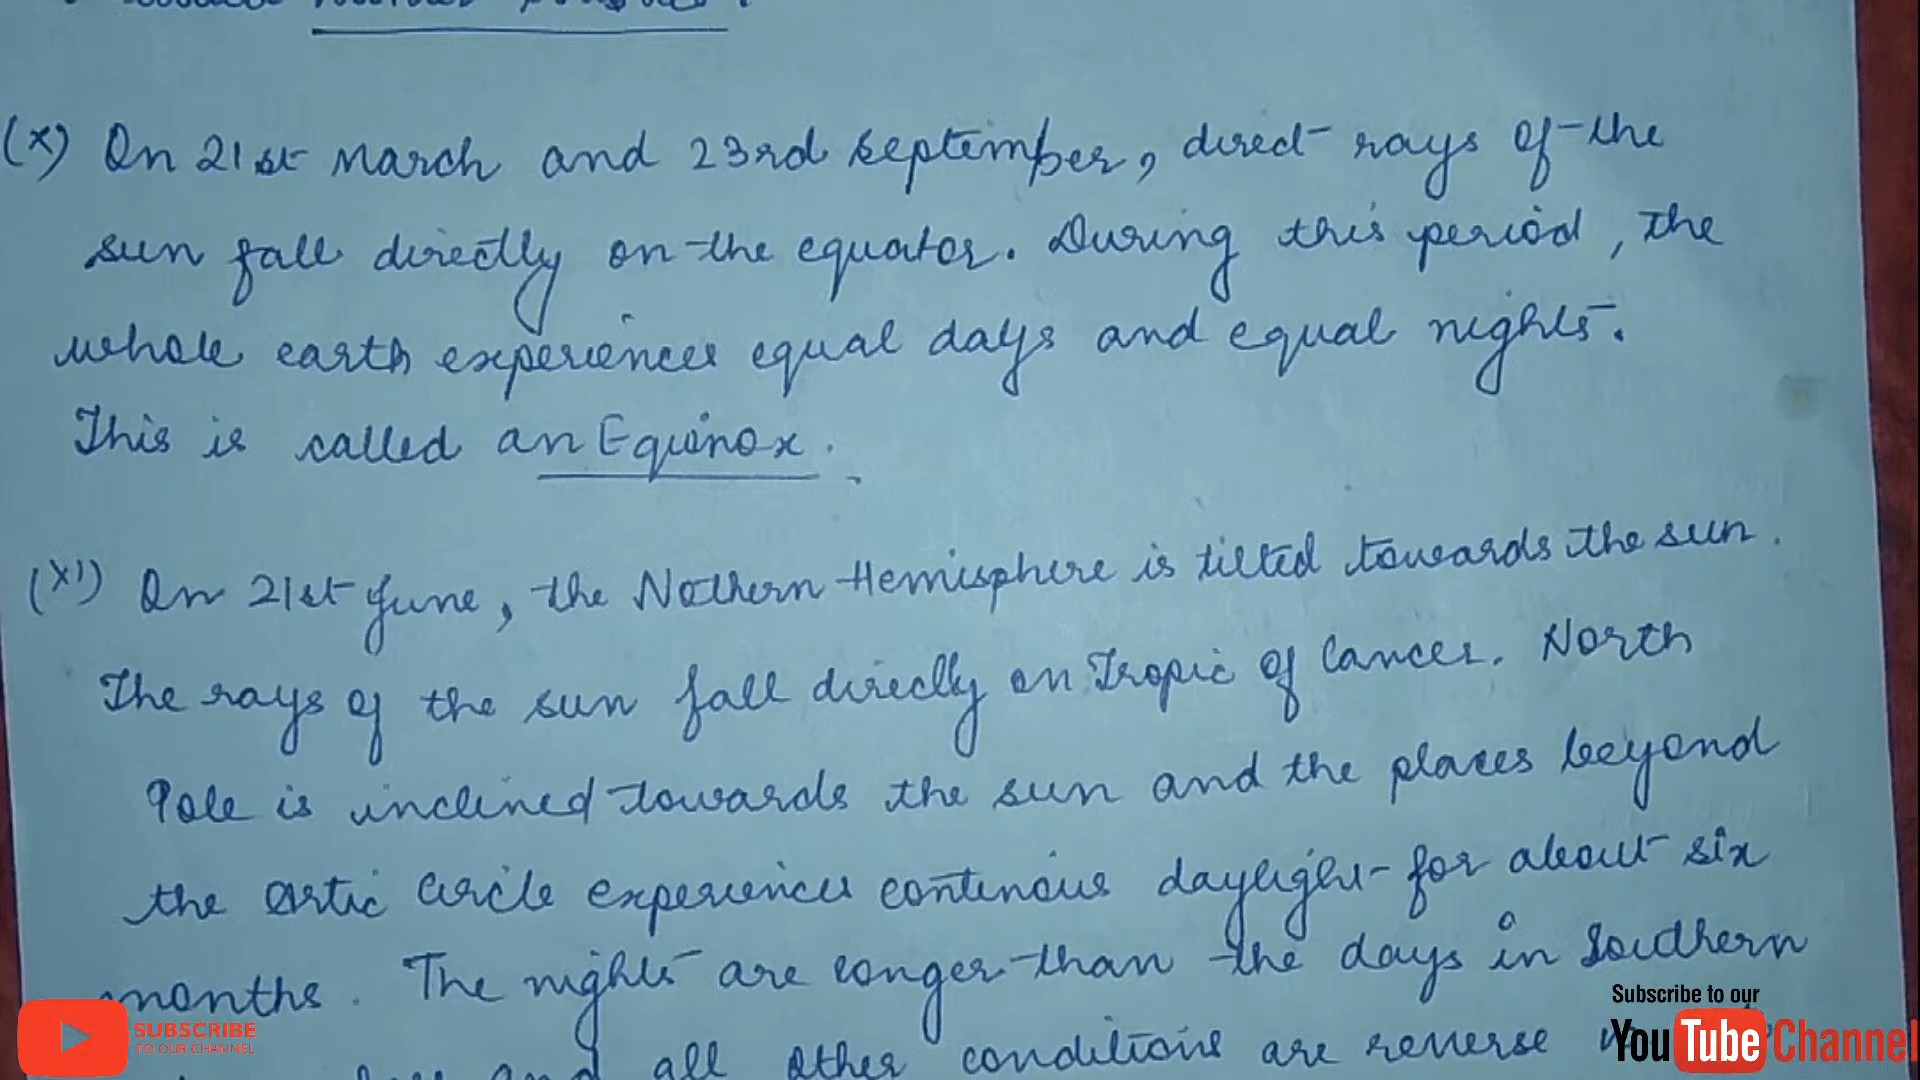 (x) On 21st March and 23rd september, direct rays of the
sun fall directly on the equator. During this period, the
whole earth experiences equal days and equal nights.
This is called an Equinox.
(xi) On 21st June, the Nothern Hemisphere is tilted towards the sun.
The rays of the sun fall directly on Tropic of Cancer. North
Pole is inclined towards the sun and the places beyond
the Artic Circle experiences continous daylight for about six
months. The nights are longer than the days in Southern
and all other conditions are reverse
SUBSCRIBE
TO OUR CHANNEL
Subscribe to our
YouTube Channel